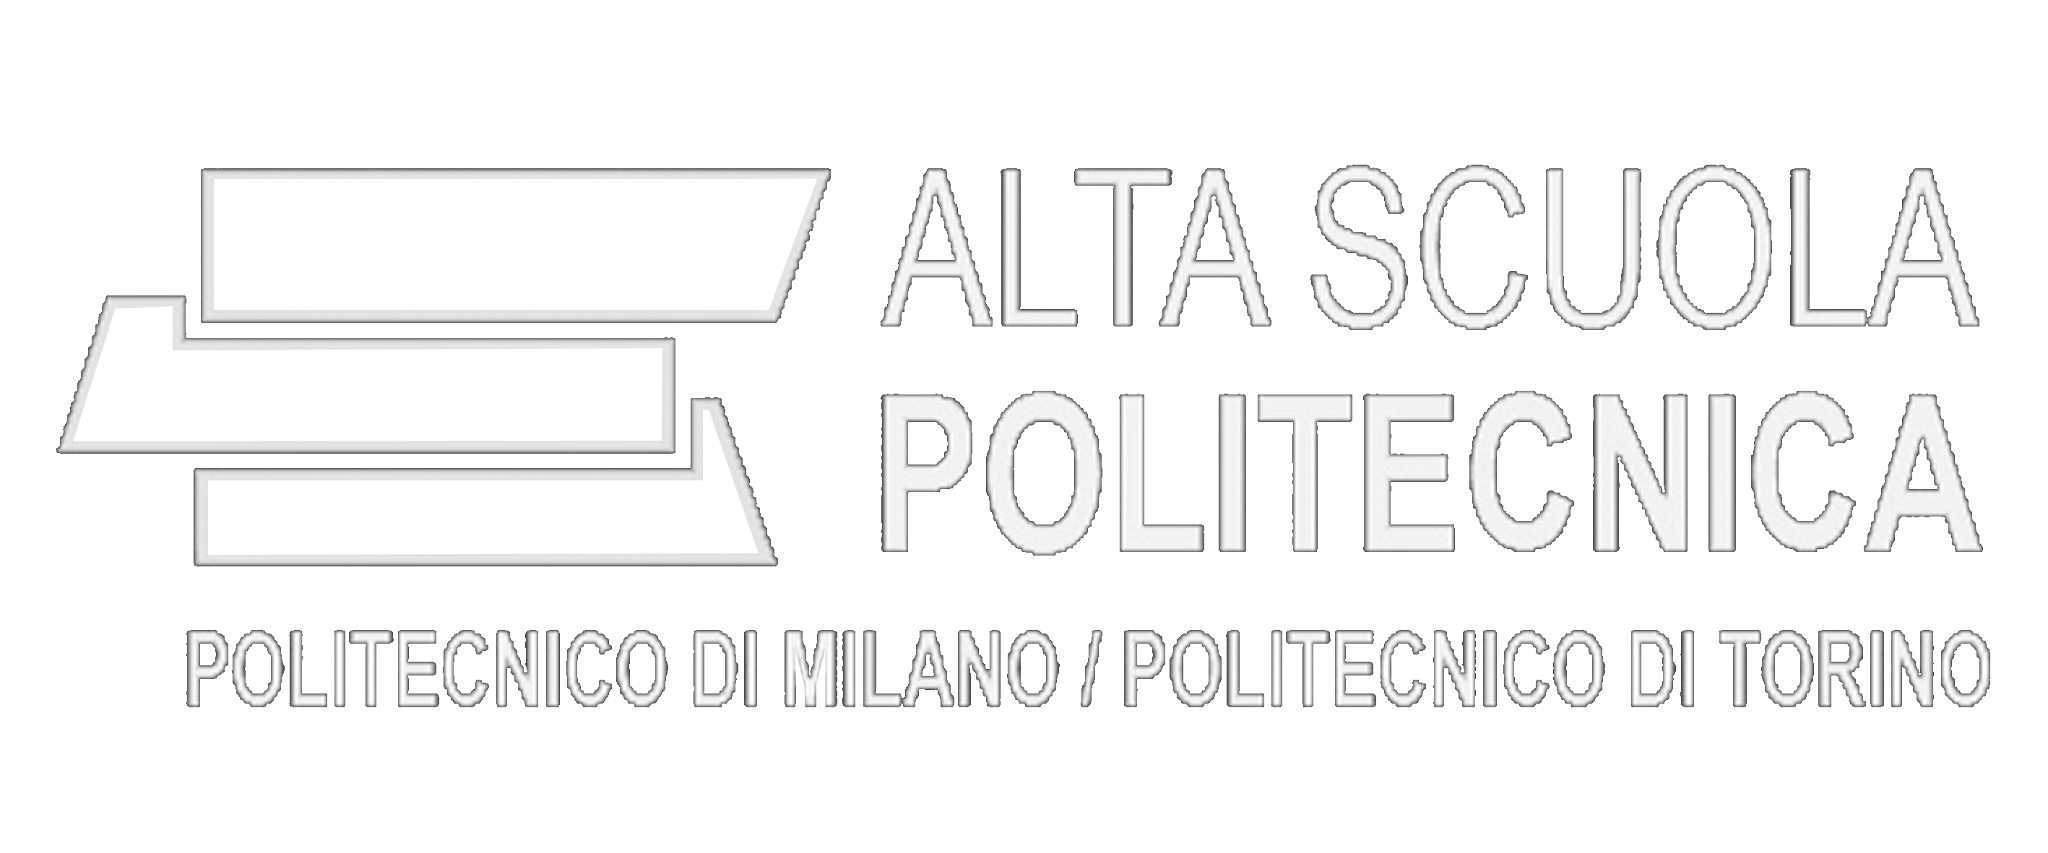 ALTA SCUOLA
POLITECNICA
POLITECNICO DI MILANO / POLITECNICO DI TORINO